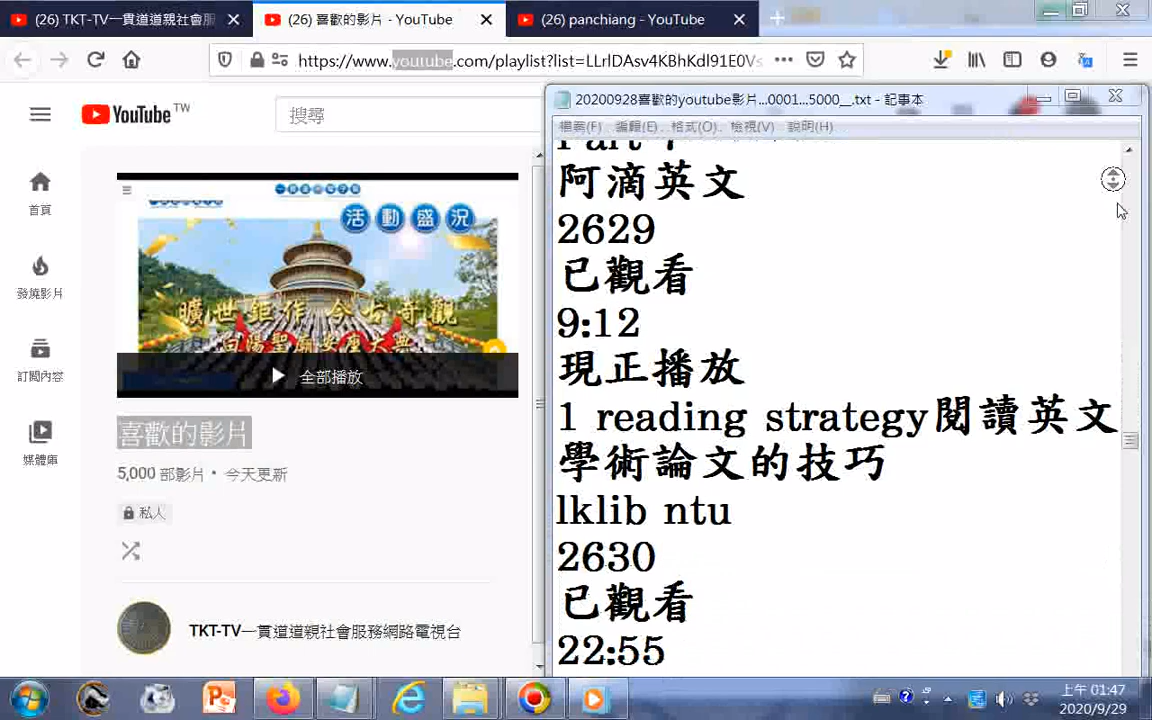 (26) TKT-TV一貫道道親社會服
(26) 喜歡的影片 - YouTube
(26) panchiang - YouTube
https://www.youtube.com/playlist?list=LLrlDAsv4KBhKdl91E0Vs
YouTube TW
搜尋
首頁
發燒影片
訂閱內容
媒體庫
活動盛況
曠世鉅作 今古奇觀
全部播放
喜歡的影片
5,000 部影片 • 今天更新
私人
TKT-TV一貫道道親社會服務網路電視台
20200928喜歡的youtube影片...0001...5000__.txt - 記事本
檔案(F) 編輯(E) 格式(O) 檢視(V) 說明(H)
Part 7
阿滴英文
2629
已觀看
9:12
現正播放
1 reading strategy閱讀英文
學術論文的技巧
lklib ntu
2630
已觀看
22:55
上午 01:47
2020/9/29